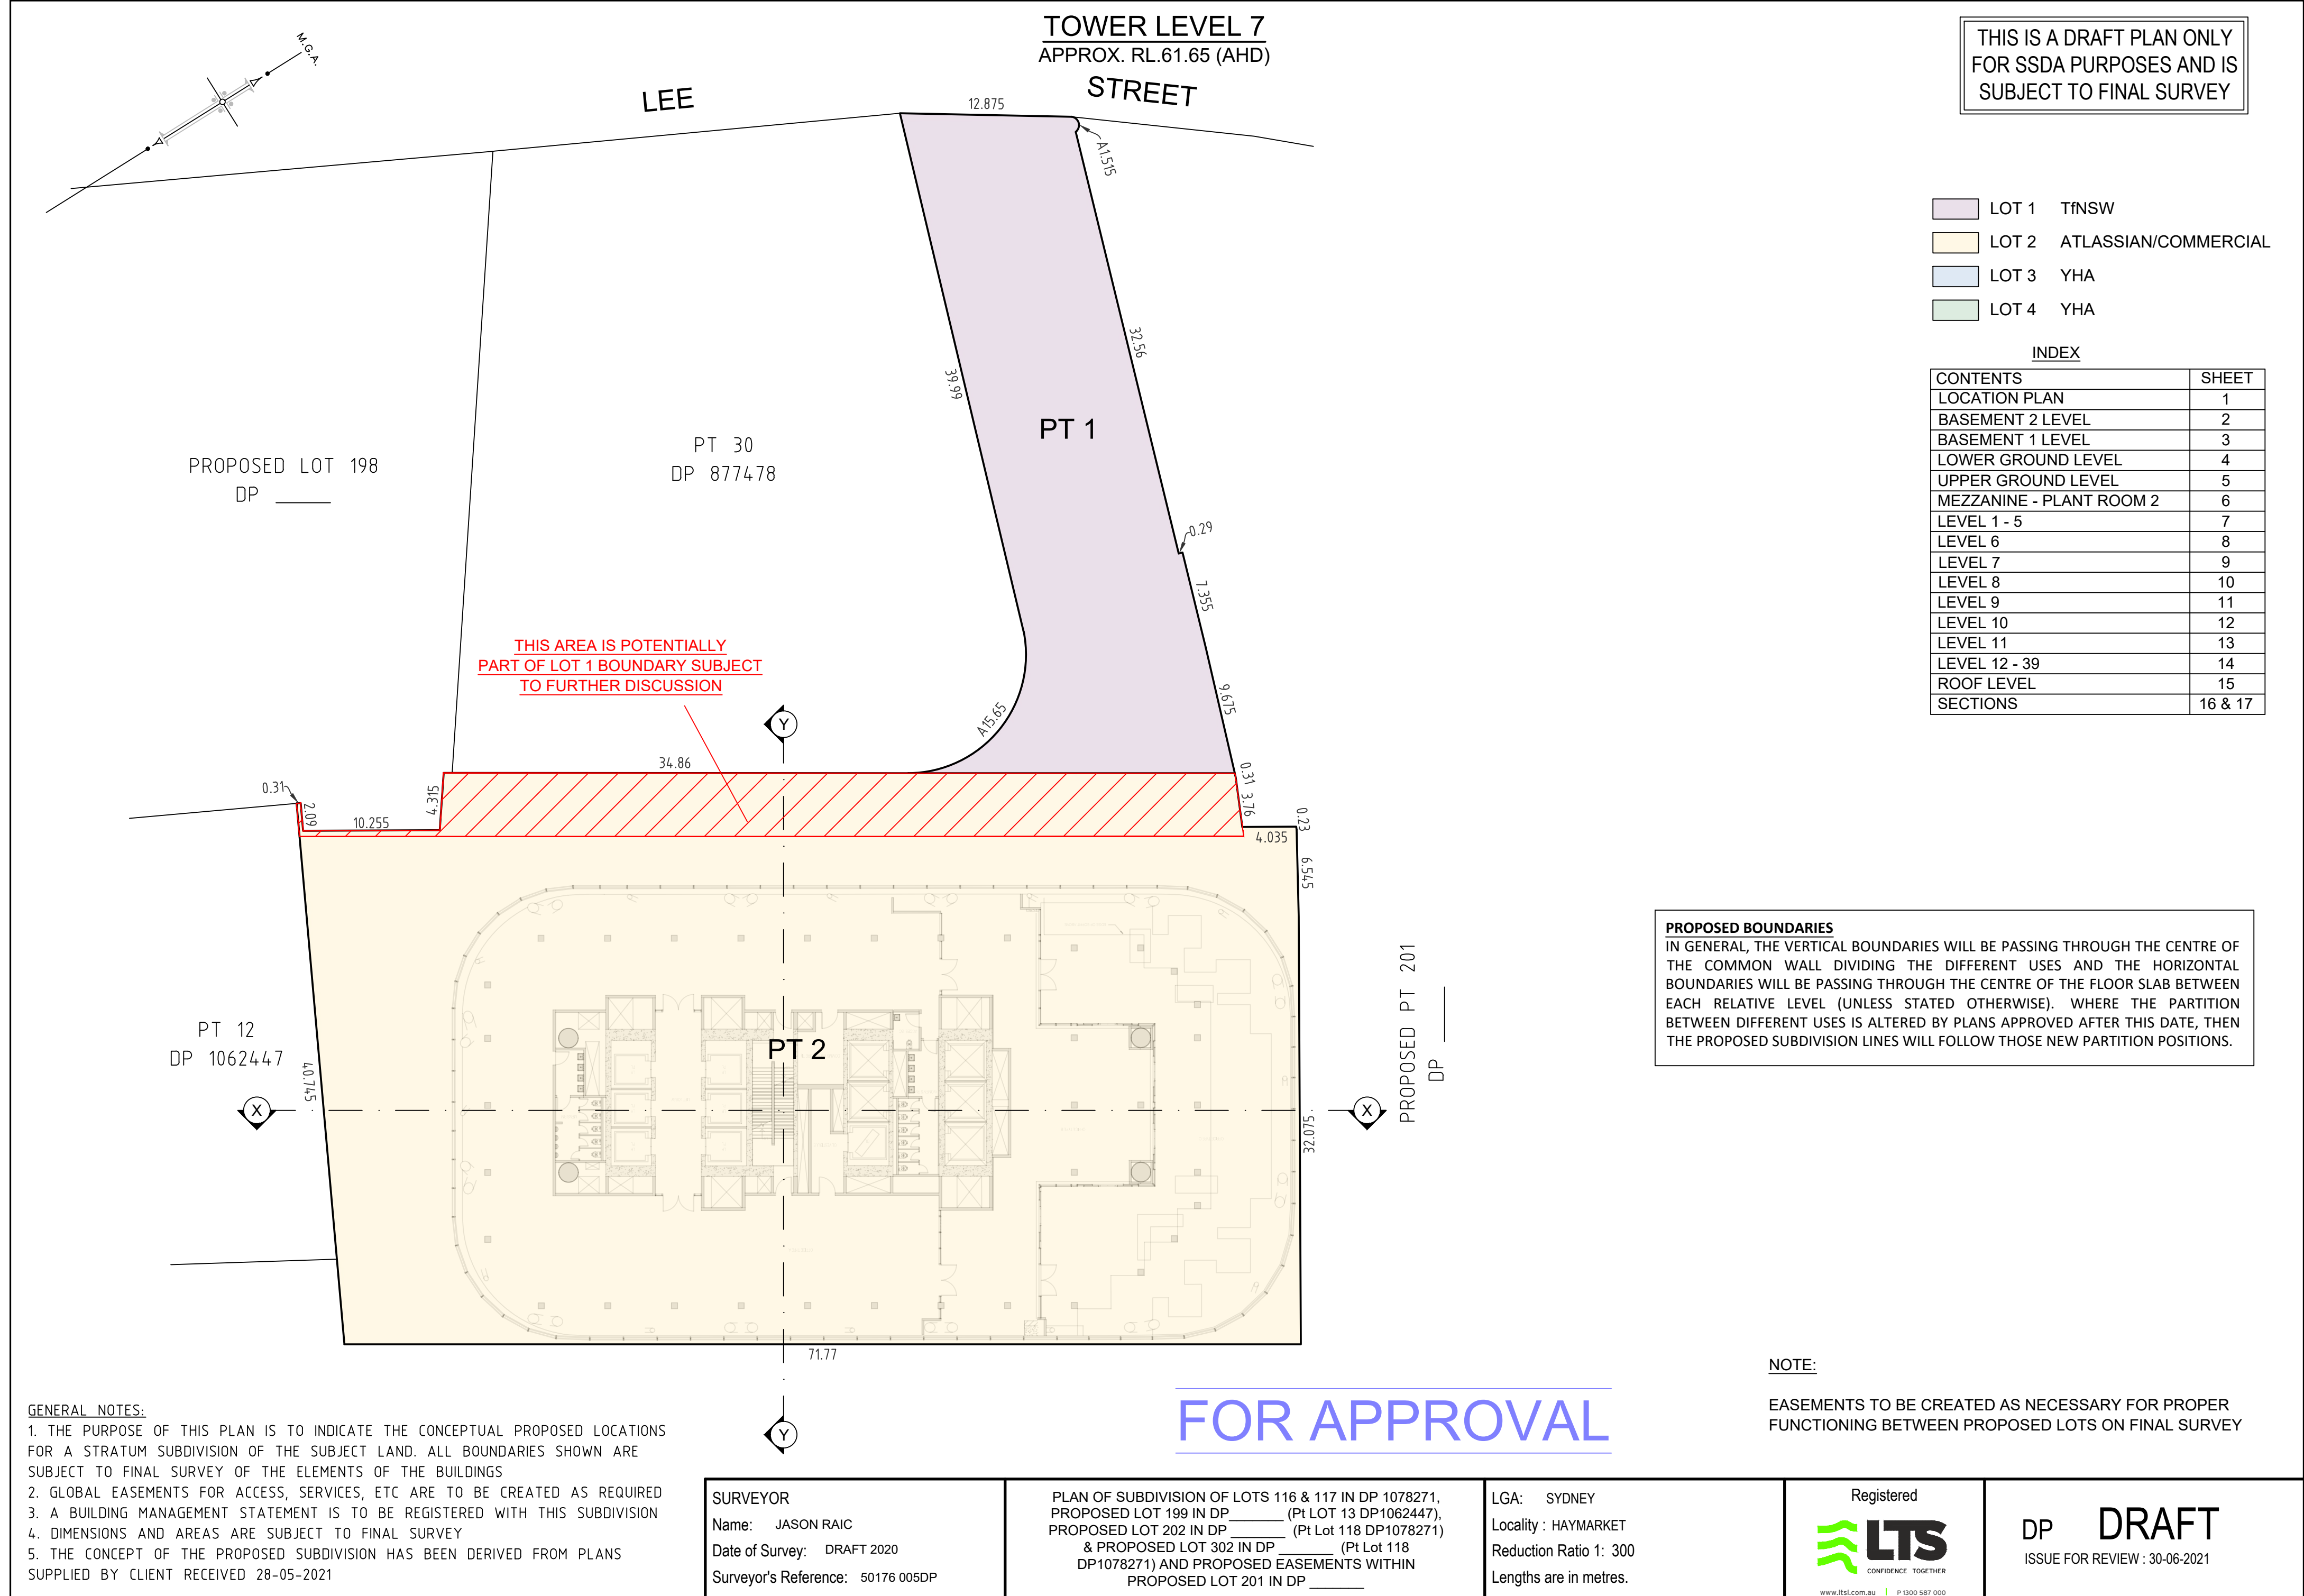 TOWER LEVEL 7
APPROX. RL.61.65 (AHD)
M.G.A.
LEE STREET
12.875
A1.515
THIS IS A DRAFT PLAN ONLY
FOR SSDA PURPOSES AND IS
SUBJECT TO FINAL SURVEY
LOT 1 TfNSW
LOT 2 ATLASSIAN/COMMERCIAL
LOT 3 YHA
LOT 4 YHA
INDEX
CONTENTS SHEET
LOCATION PLAN 1
BASEMENT 2 LEVEL 2
BASEMENT 1 LEVEL 3
LOWER GROUND LEVEL 4
UPPER GROUND LEVEL 5
MEZZANINE - PLANT ROOM 2 6
LEVEL 1 - 5 7
LEVEL 6 8
LEVEL 7 9
LEVEL 8 10
LEVEL 9 11
LEVEL 10 12
LEVEL 11 13
LEVEL 12 - 39 14
ROOF LEVEL 15
SECTIONS 16 & 17
32.56
39.99
PT 1
PT 30
DP 877478
PROPOSED LOT 198
DP ______
0.29
7.355
9.675
THIS AREA IS POTENTIALLY
PART OF LOT 1 BOUNDARY SUBJECT
TO FURTHER DISCUSSION
Y
A15.65
34.86
0.31
3.76
0.31
2.09
10.255
4.315
0.23
4.035
6.545
PROPOSED BOUNDARIES
IN GENERAL, THE VERTICAL BOUNDARIES WILL BE PASSING THROUGH THE CENTRE OF
THE COMMON WALL DIVIDING THE DIFFERENT USES AND THE HORIZONTAL
BOUNDARIES WILL BE PASSING THROUGH THE CENTRE OF THE FLOOR SLAB BETWEEN
EACH RELATIVE LEVEL (UNLESS STATED OTHERWISE). WHERE THE PARTITION
BETWEEN DIFFERENT USES IS ALTERED BY PLANS APPROVED AFTER THIS DATE, THEN
THE PROPOSED SUBDIVISION LINES WILL FOLLOW THOSE NEW PARTITION POSITIONS.
PROPOSED PT 201
DP ______
PT 12
DP 1062447
PT 2
40.745
X
X
32.075
71.77
Y
FOR APPROVAL
NOTE:
EASEMENTS TO BE CREATED AS NECESSARY FOR PROPER
FUNCTIONING BETWEEN PROPOSED LOTS ON FINAL SURVEY
GENERAL NOTES:
1. THE PURPOSE OF THIS PLAN IS TO INDICATE THE CONCEPTUAL PROPOSED LOCATIONS
FOR A STRATUM SUBDIVISION OF THE SUBJECT LAND. ALL BOUNDARIES SHOWN ARE
SUBJECT TO FINAL SURVEY OF THE ELEMENTS OF THE BUILDINGS
2. GLOBAL EASEMENTS FOR ACCESS, SERVICES, ETC ARE TO BE CREATED AS REQUIRED
3. A BUILDING MANAGEMENT STATEMENT IS TO BE REGISTERED WITH THIS SUBDIVISION
4. DIMENSIONS AND AREAS ARE SUBJECT TO FINAL SURVEY
5. THE CONCEPT OF THE PROPOSED SUBDIVISION HAS BEEN DERIVED FROM PLANS
SUPPLIED BY CLIENT RECEIVED 28-05-2021
SURVEYOR
Name: JASON RAIC
Date of Survey: DRAFT 2020
Surveyor's Reference: 50176 005DP
PLAN OF SUBDIVISION OF LOTS 116 & 117 IN DP 1078271,
PROPOSED LOT 199 IN DP_______ (Pt LOT 13 DP1062447),
PROPOSED LOT 202 IN DP _______ (Pt Lot 118 DP1078271)
& PROPOSED LOT 302 IN DP _______ (Pt Lot 118
DP1078271) AND PROPOSED EASEMENTS WITHIN
PROPOSED LOT 201 IN DP _______
LGA: SYDNEY
Locality : HAYMARKET
Reduction Ratio 1: 300
Lengths are in metres.
Registered
LTS
CONFIDENCE TOGETHER
www.ltsl.com.au | P 1300 587 000
DP DRAFT
ISSUE FOR REVIEW : 30-06-2021